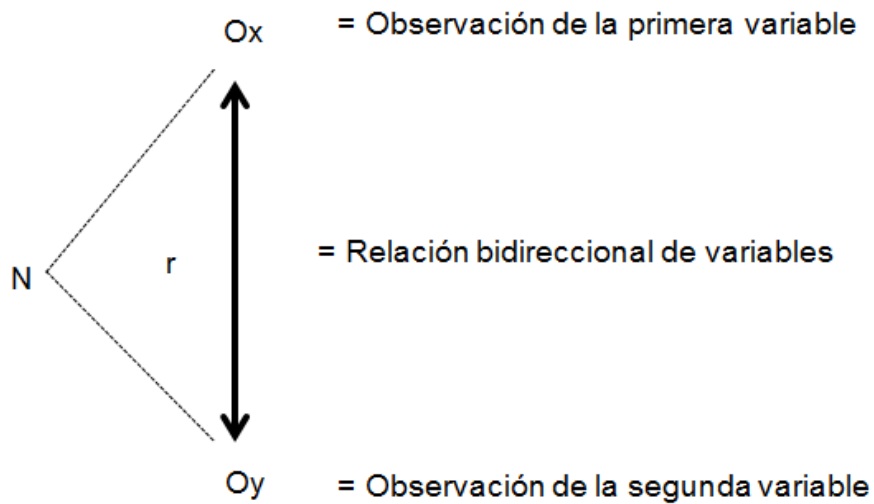 Ox = Observación de la primera variable
N r = Relación bidireccional de variables
Oy = Observación de la segunda variable